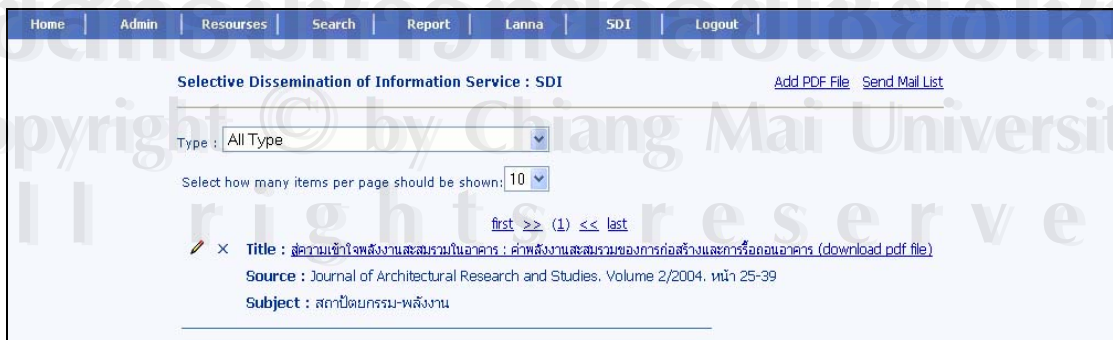 Home | Admin | Resourses | Search | Report | Lanna | SDI | Logout |
Selective Dissemination of Information Service : SDI
Add PDF File Send Mail List
Type : All Type
Select how many items per page should be shown: 10
first >> (1) << last
Title : สู่ความเข้าใจพลังงานสะสมรวมในอาคาร : ค่าพลังงานสะสมรวมของการก่อสร้างและการรื้อถอนอาคาร (download pdf file)
Source : Journal of Architectural Research and Studies. Volume 2/2004. หน้า 25-39
Subject : สถาปัตยกรรม-พลังงาน
by Chiang Mai
rights reserve